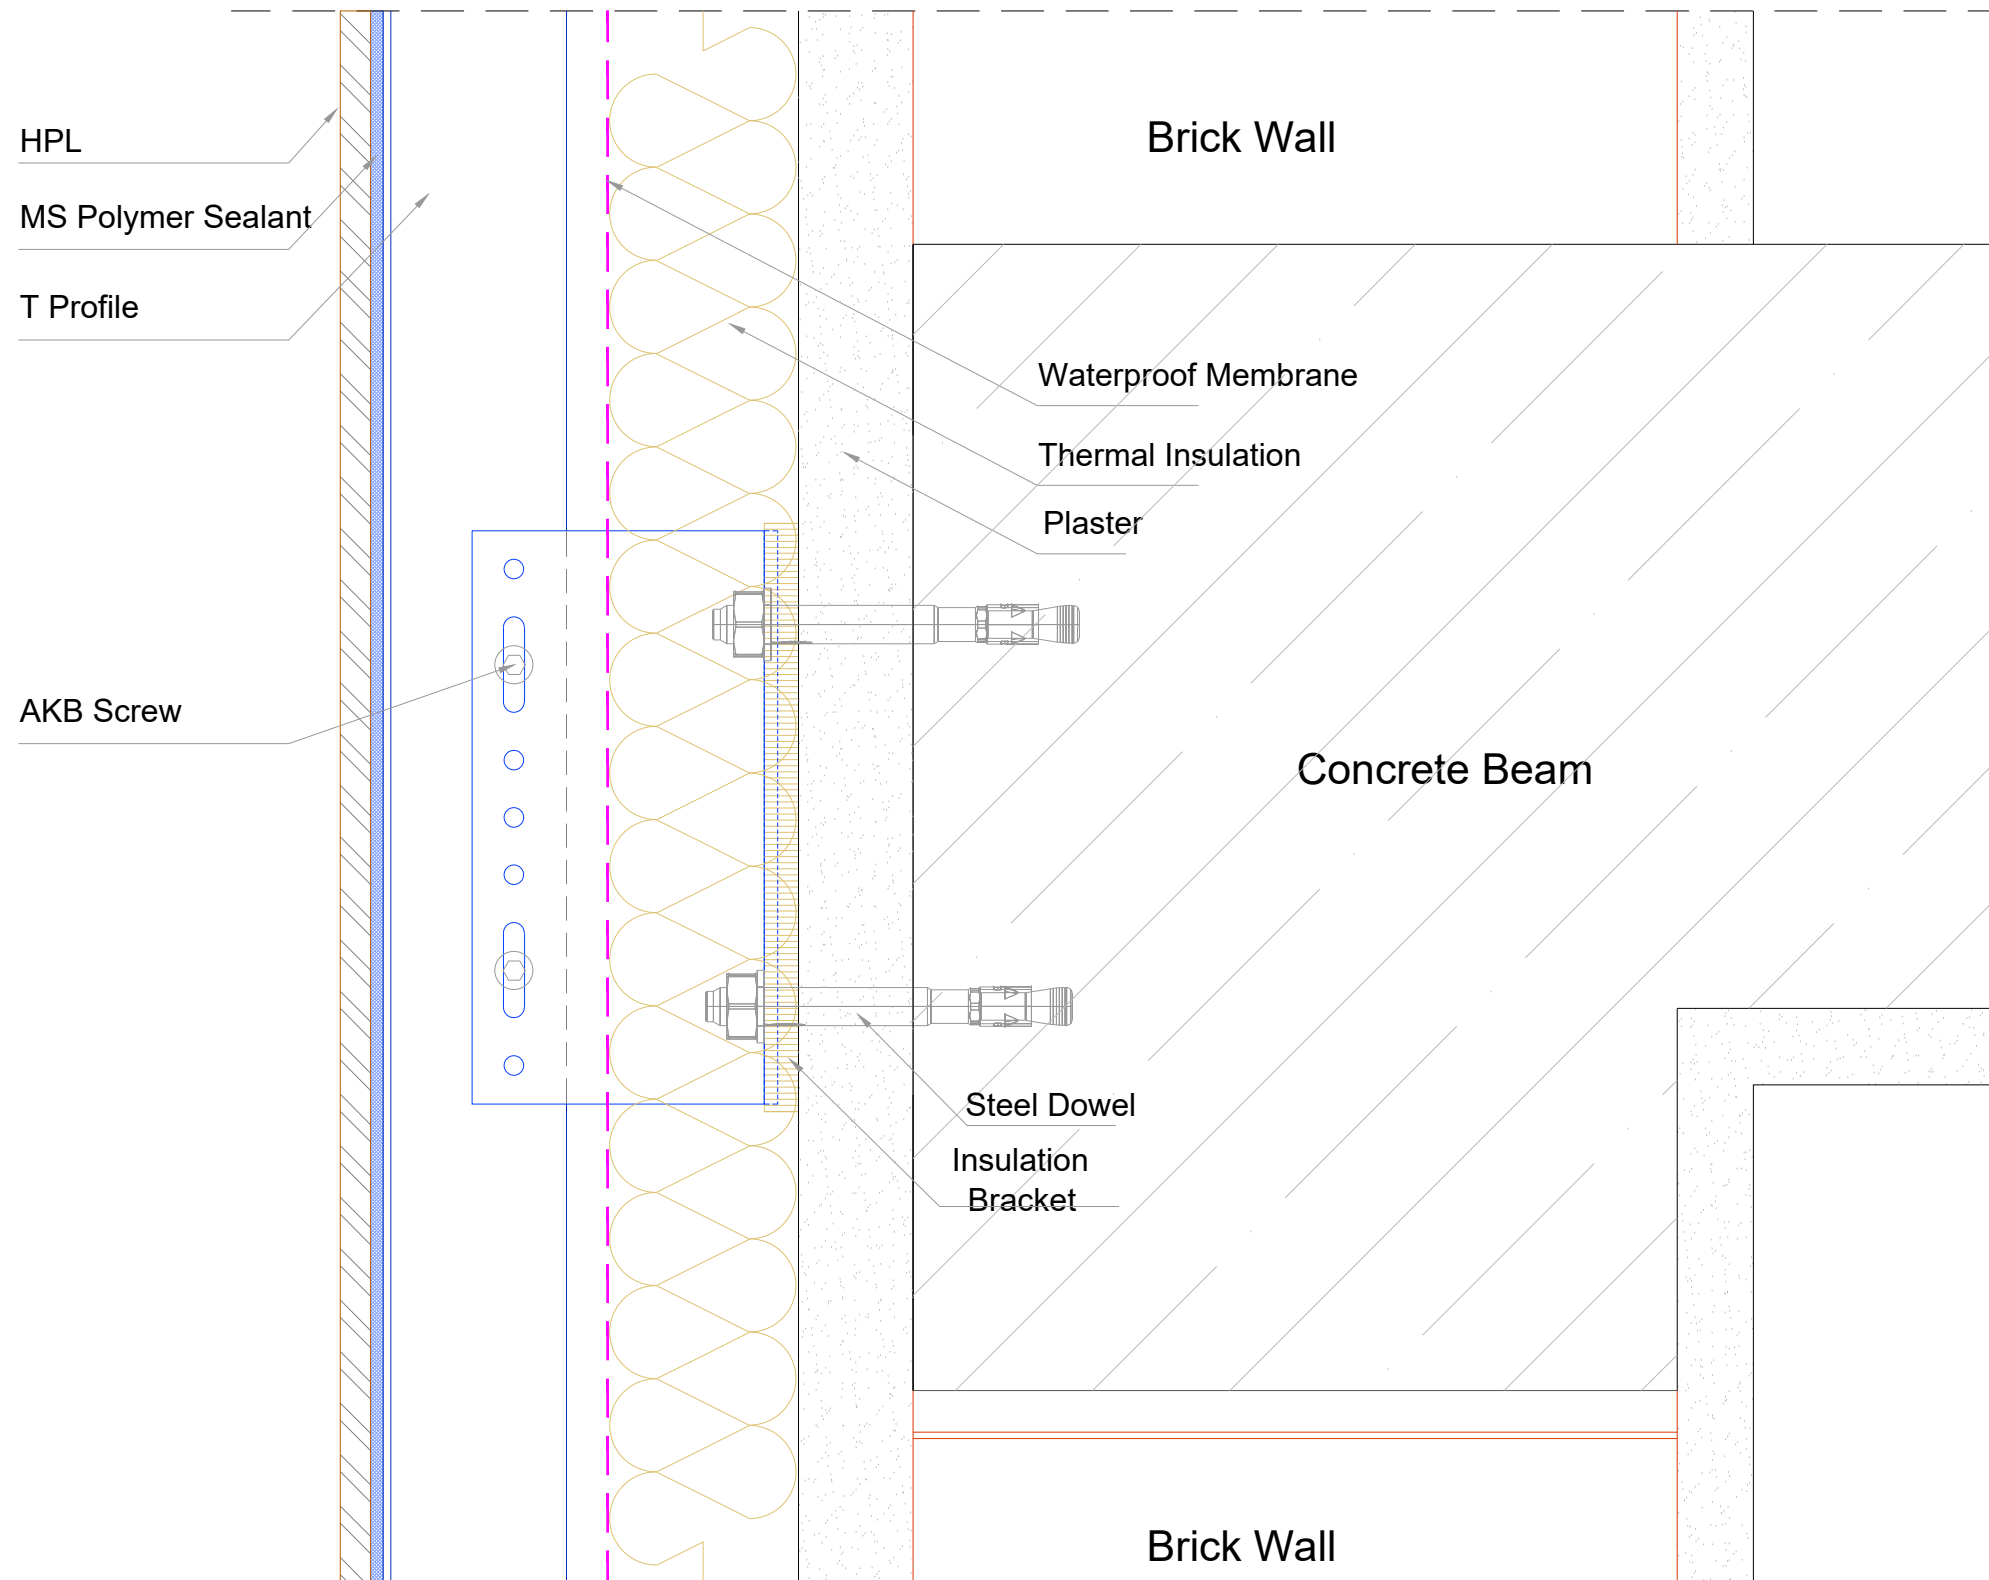 Brick Wall
HPL
MS Polymer Sealant
T Profile
Waterproof Membrane
Thermal Insulation
Plaster
AKB Screw
Concrete Beam
Steel Dowel
Insulation
Bracket
Brick Wall